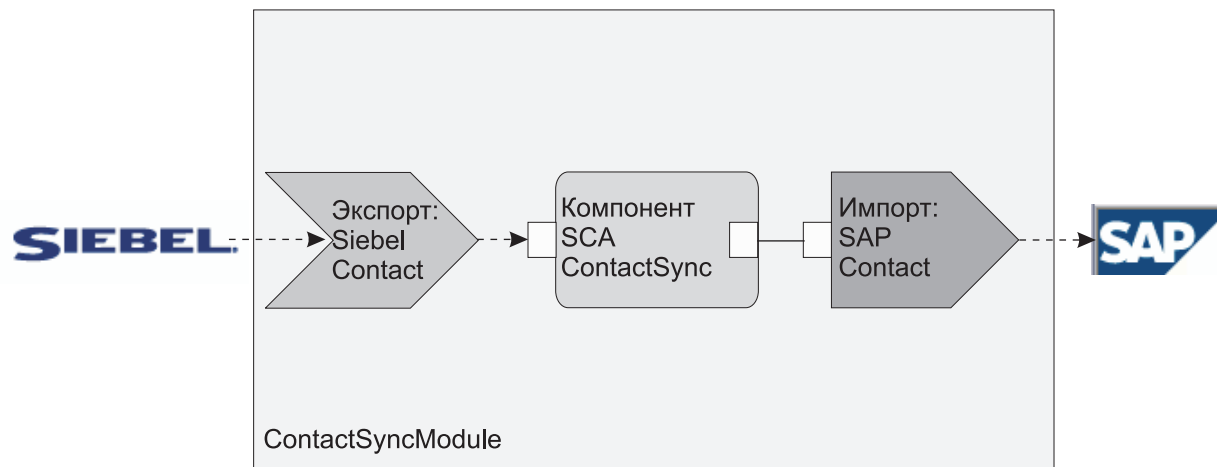 SIEBEL.
Экспорт:
Siebel
Contact
Компонент
SCA
ContactSync
Импорт:
SAP
Contact
SAP
ContactSyncModule